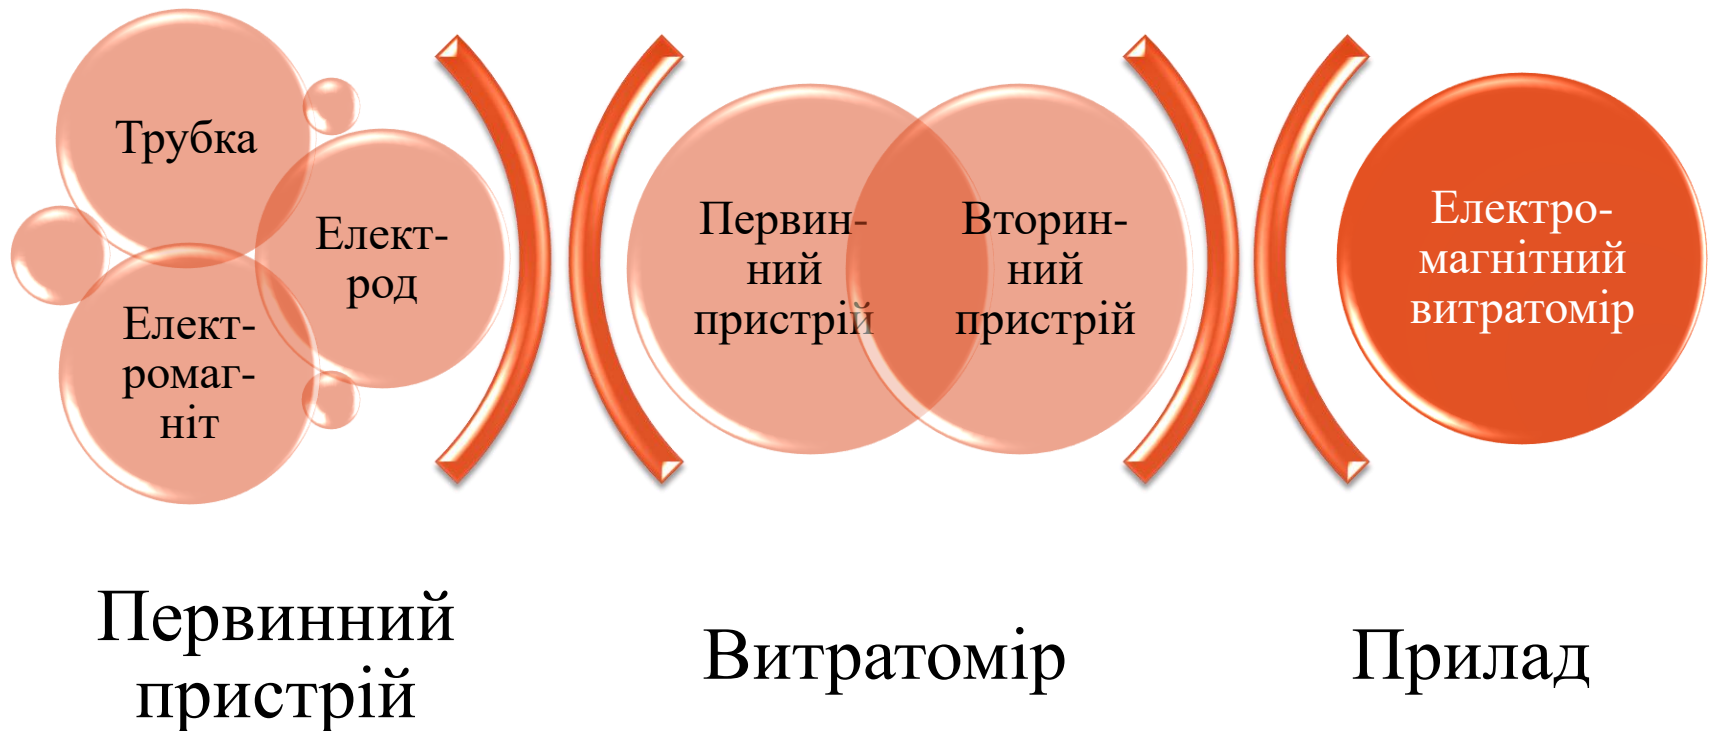 Трубка
Елект-
род
Елект-
ромаг-
ніт
Первин-
ний
пристрій
Вторин-
ний
пристрій
Електро-
магнітний
витратомір
Первинний
пристрій
Витратомір
Прилад